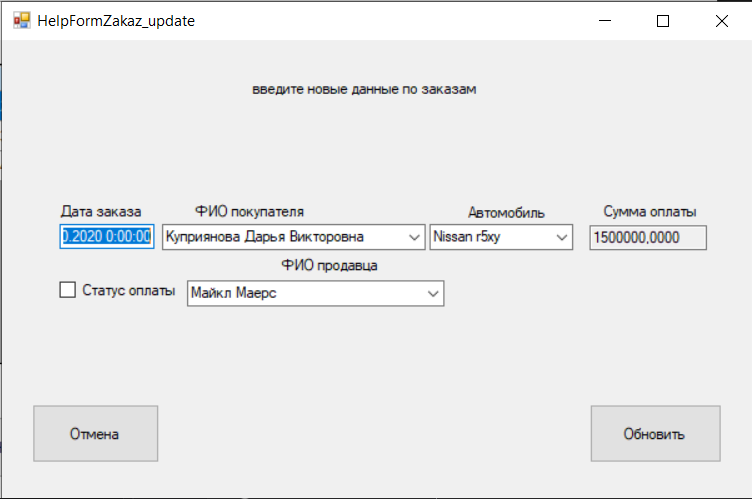 HelpFormZakaz_update
введите новые данные по заказам
Дата заказа ФИО покупателя Автомобиль Сумма оплаты
0.2020 0:00:00 Куприянова Дарья Викторовна Nissan r5xy 1500000,0000
ФИО продавца
Статус оплаты Майкл Маерс
Отмена Обновить